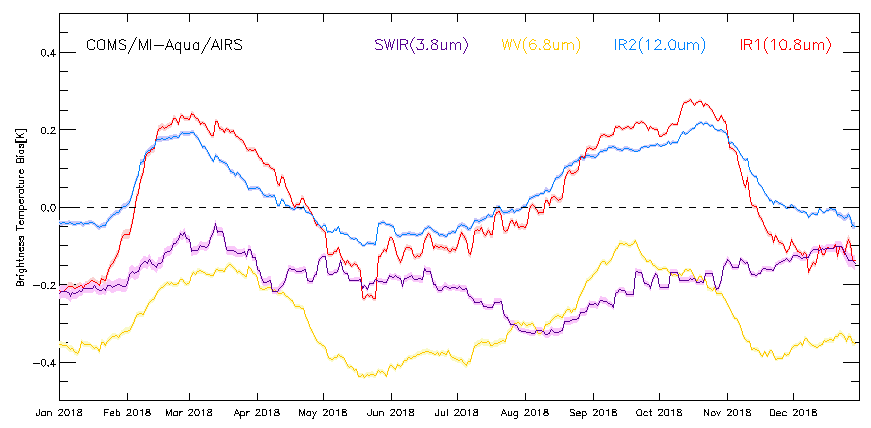 COMS/MI-Aqua/AIRS SWIR(3.8um) WV(6.8um) IR2(12.0um) IR1(10.8um)
Brightness Temperature Bias[K]
0.4
0.2
0.0
-0.2
-0.4
Jan 2018 Feb 2018 Mar 2018 Apr 2018 May 2018 Jun 2018 Jul 2018 Aug 2018 Sep 2018 Oct 2018 Nov 2018 Dec 2018